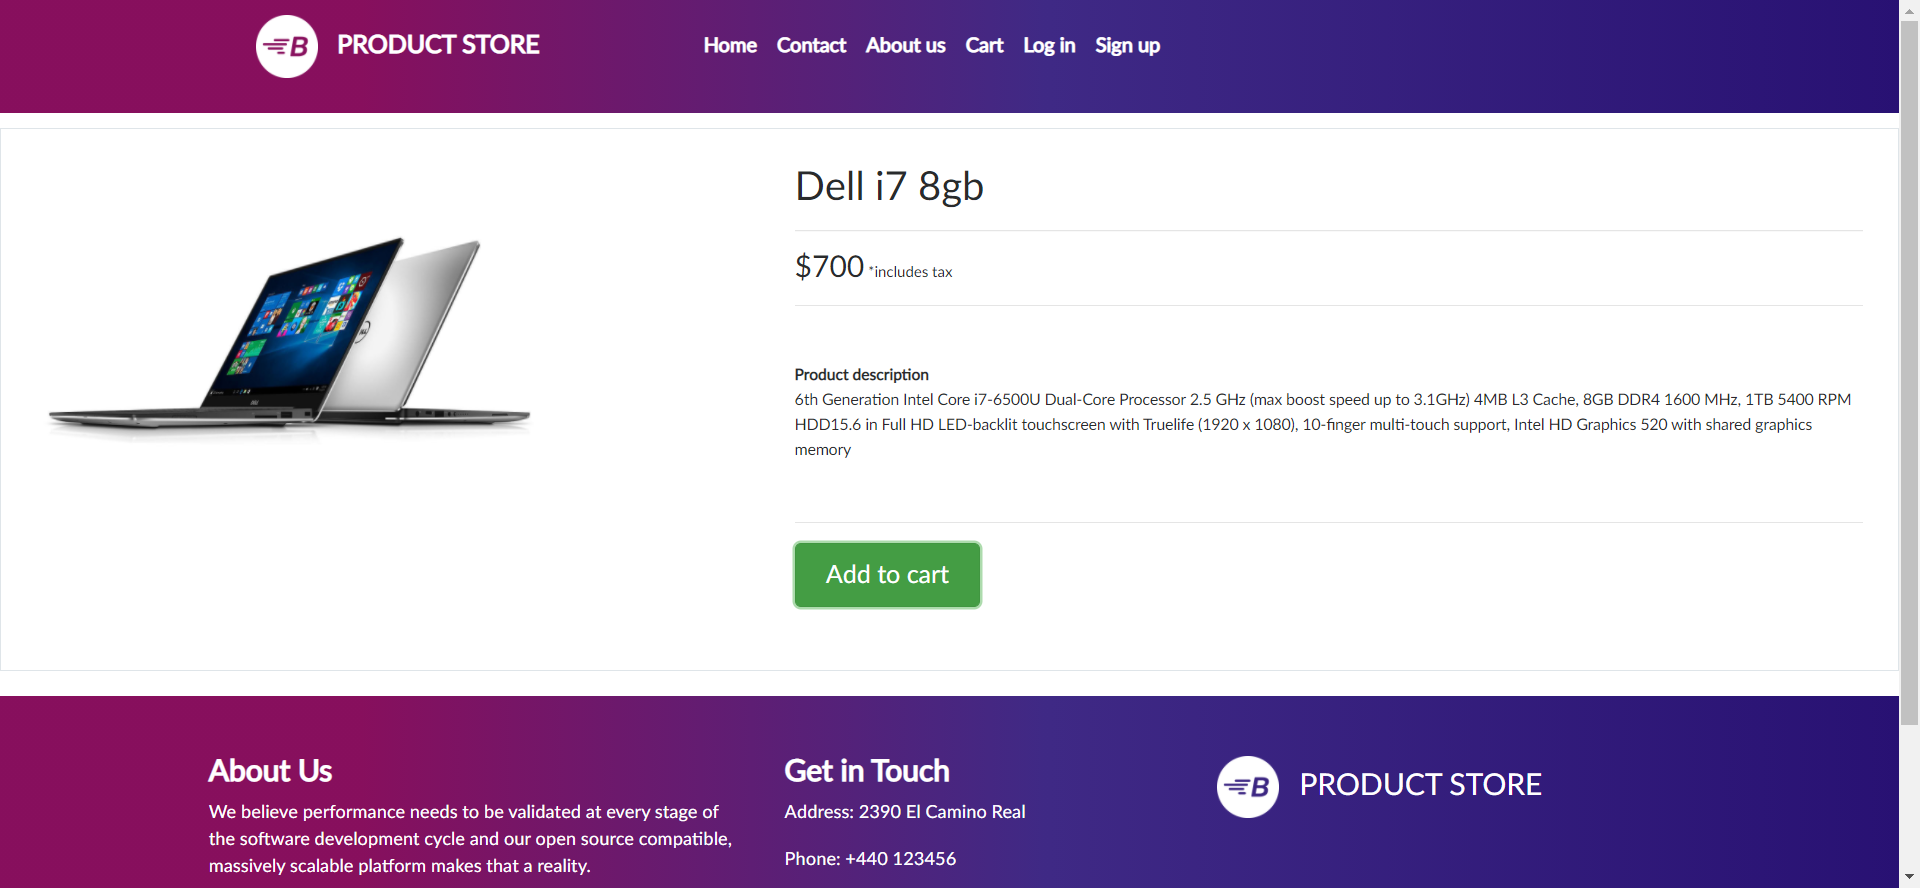 B PRODUCT STORE Home Contact About us Cart Log in Sign up
Dell i7 8gb
$700 *includes tax
Product description
6th Generation Intel Core i7-6500U Dual-Core Processor 2.5 GHz (max boost speed up to 3.1GHz) 4MB L3 Cache, 8GB DDR4 1600 MHz, 1TB 5400 RPM
HDD15.6 in Full HD LED-backlit touchscreen with Truelife (1920 x 1080), 10-finger multi-touch support, Intel HD Graphics 520 with shared graphics
memory
Add to cart
About Us
We believe performance needs to be validated at every stage of
the software development cycle and our open source compatible,
massively scalable platform makes that a reality.
Get in Touch
Address: 2390 El Camino Real
Phone: +440 123456
B PRODUCT STORE